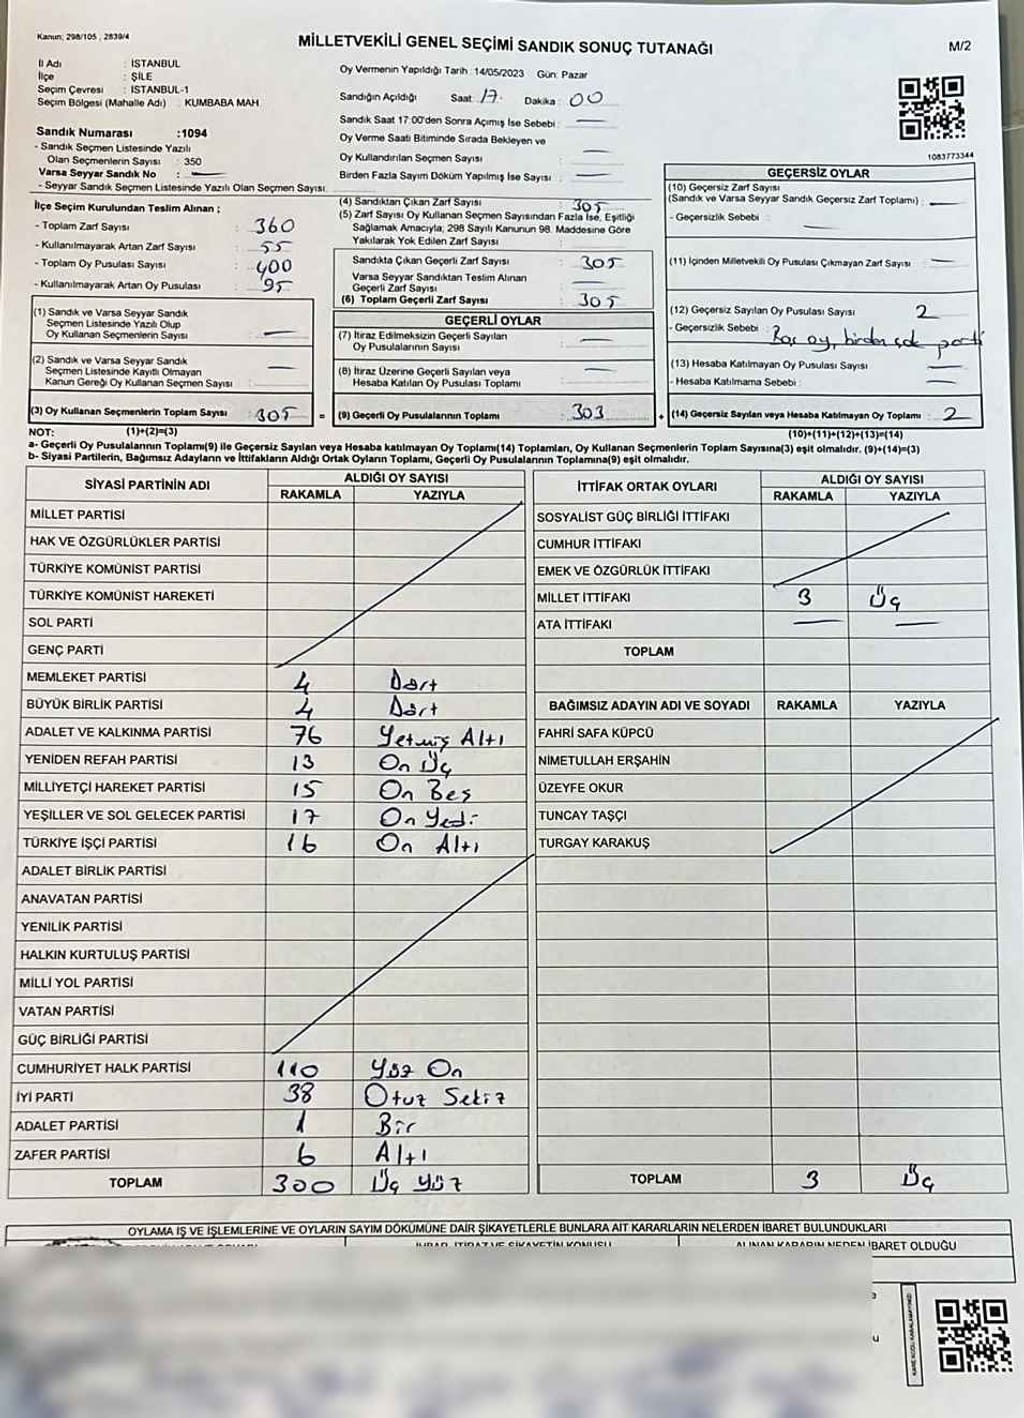 Kanun; 298/105 , 2839/4
MİLLETVEKİLİ GENEL SEÇİMİ SANDIK SONUÇ TUTANAĞI
M/2
İl Adı : İSTANBUL
İlçe : ŞİLE
Seçim Çevresi : İSTANBUL-1
Seçim Bölgesi (Mahalle Adı) : KUMBABA MAH.
Sandık Numarası :1094
- Sandık Seçmen Listesinde Yazılı
Olan Seçmenlerin Sayısı : 350
Varsa Seyyar Sandık No : —
- Seyyar Sandık Seçmen Listesinde Yazılı Olan Seçmen Sayısı
Oy Vermenin Yapıldığı Tarih : 14/05/2023 Gün: Pazar
Sandığın Açıldığı Saat : 17. Dakika : 00
Sandık Saat 17:00'den Sonra Açımış İse Sebebi : —
Oy Verme Saati Bitiminde Sırada Bekleyen ve
Oy Kullandırılan Seçmen Sayısı : —
Birden Fazla Sayım Döküm Yapılmış İse Sayısı : —
1083773344
İlçe Seçim Kurulundan Teslim Alınan ;
- Toplam Zarf Sayısı : 360
- Kullanılmayarak Artan Zarf Sayısı : 55
- Toplam Oy Pusulası Sayısı : 400
- Kullanılmayarak Artan Oy Pusulası : 95
(1) Sandık ve Varsa Seyyar Sandık
Seçmen Listesinde Yazılı Olup
Oy Kullanan Seçmenlerin Sayısı : —
(2) Sandık ve Varsa Seyyar Sandık
Seçmen Listesinde Kayıtlı Olmayan
Kanun Gereği Oy Kullanan Seçmen Sayısı : —
(3) Oy Kullanan Seçmenlerin Toplam Sayısı : 305
(1)+(2)=(3)
(4) Sandıktan Çıkan Zarf Sayısı : 305
(5) Zarf Sayısı Oy Kullanan Seçmen Sayısından Fazla İse, Eşitliği
Sağlamak Amacıyla; 298 Sayılı Kanunun 98. Maddesine Göre
Yakılarak Yok Edilen Zarf Sayısı :
Sandıkta Çıkan Geçerli Zarf Sayısı : 305
Varsa Seyyar Sandıktan Teslim Alınan
Geçerli Zarf Sayısı : —
(6) Toplam Geçerli Zarf Sayısı : 305
GEÇERLİ OYLAR
(7) İtiraz Edilmeksizin Geçerli Sayılan
Oy Pusulalarının Sayısı : —
(8) İtiraz Üzerine Geçerli Sayılan veya
Hesaba Katılan Oy Pusulası Toplamı : —
= (9) Geçerli Oy Pusulalarının Toplamı : 303
GEÇERSİZ OYLAR
(10) Geçersiz Zarf Sayısı
(Sandık ve Varsa Seyyar Sandık Geçersiz Zarf Toplamı) : —
- Geçersizlik Sebebi : —
(11) İçinden Milletvekili Oy Pusulası Çıkmayan Zarf Sayısı : —
(12) Geçersiz Sayılan Oy Pusulası Sayısı : 2
- Geçersizlik Sebebi : Boş oy, birden çok parti
(13) Hesaba Katılmayan Oy Pusulası Sayısı : —
- Hesaba Katılmama Sebebi : —
+ (14) Geçersiz Sayılan veya Hesaba Katılmayan Oy Toplamı : 2
(10)+(11)+(12)+(13)=(14)
NOT:
a- Geçerli Oy Pusulalarının Toplamı(9) ile Geçersiz Sayılan veya Hesaba katılmayan Oy Toplamı(14) Toplamları, Oy Kullanan Seçmenlerin Toplam Sayısına(3) eşit olmalıdır. (9)+(14)=(3)
b- Siyasi Partilerin, Bağımsız Adayların ve İttifakların Aldığı Ortak Oyların Toplamı, Geçerli Oy Pusulalarının Toplamına(9) eşit olmalıdır.
SİYASİ PARTİNİN ADI ALDIĞI OY SAYISI
RAKAMLA YAZIYLA
MİLLET PARTİSİ
HAK VE ÖZGÜRLÜKLER PARTİSİ
TÜRKİYE KOMÜNİST PARTİSİ
TÜRKİYE KOMÜNİST HAREKETİ
SOL PARTİ
GENÇ PARTİ
MEMLEKET PARTİSİ 4 Dört
BÜYÜK BİRLİK PARTİSİ 4 Dört
ADALET VE KALKINMA PARTİSİ 76 Yetmiş Altı
YENİDEN REFAH PARTİSİ 13 On Üç
MİLLİYETÇİ HAREKET PARTİSİ 15 On Beş
YEŞİLLER VE SOL GELECEK PARTİSİ 17 On Yedi
TÜRKİYE İŞÇİ PARTİSİ 16 On Altı
ADALET BİRLİK PARTİSİ
ANAVATAN PARTİSİ
YENİLİK PARTİSİ
HALKIN KURTULUŞ PARTİSİ
MİLLİ YOL PARTİSİ
VATAN PARTİSİ
GÜÇ BİRLİĞİ PARTİSİ
CUMHURİYET HALK PARTİSİ 110 Yüz On
İYİ PARTİ 38 Otuz Sekiz
ADALET PARTİSİ 1 Bir
ZAFER PARTİSİ 6 Altı
TOPLAM 300 Üç Yüz
İTTİFAK ORTAK OYLARI ALDIĞI OY SAYISI
RAKAMLA YAZIYLA
SOSYALİST GÜÇ BİRLİĞİ İTTİFAKI
CUMHUR İTTİFAKI
EMEK VE ÖZGÜRLÜK İTTİFAKI
MİLLET İTTİFAKI 3 Üç
ATA İTTİFAKI — —
TOPLAM
BAĞIMSIZ ADAYIN ADI VE SOYADI RAKAMLA YAZIYLA
FAHRİ SAFA KÜPCÜ
NİMETULLAH ERŞAHİN
ÜZEYFE OKUR
TUNCAY TAŞÇI
TURGAY KARAKUŞ
TOPLAM 3 Üç
OYLAMA İŞ VE İŞLEMLERİNE VE OYLARIN SAYIM DÖKÜMÜNE DAİR ŞİKAYETLERLE BUNLARA AİT KARARLARIN NELERDEN İBARET BULUNDUKLARI
ALINAN KARARIN NEDEN İBARET OLDUĞU